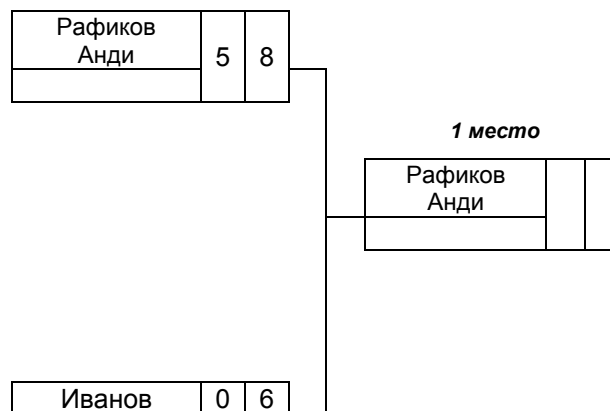 Рафиков
Анди
5 8
1 место
Рафиков
Анди
Иванов 0 6